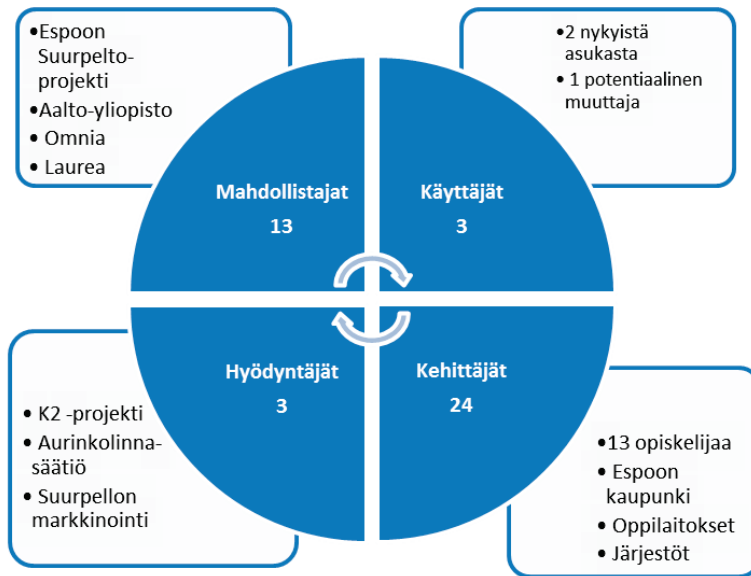 •Espoon
Suurpelto-
projekti
•Aalto-yliopisto
• Omnia
• Laurea
•2 nykyistä
asukasta
• 1 potentiaalinen
muuttaja
Mahdollistajat
13
Käyttäjät
3
Hyödyntäjät
3
Kehittäjät
24
• K2 -projekti
• Aurinkolinna-
säätiö
• Suurpellon
markkinointi
•13 opiskelijaa
• Espoon
kaupunki
• Oppilaitokset
• Järjestöt